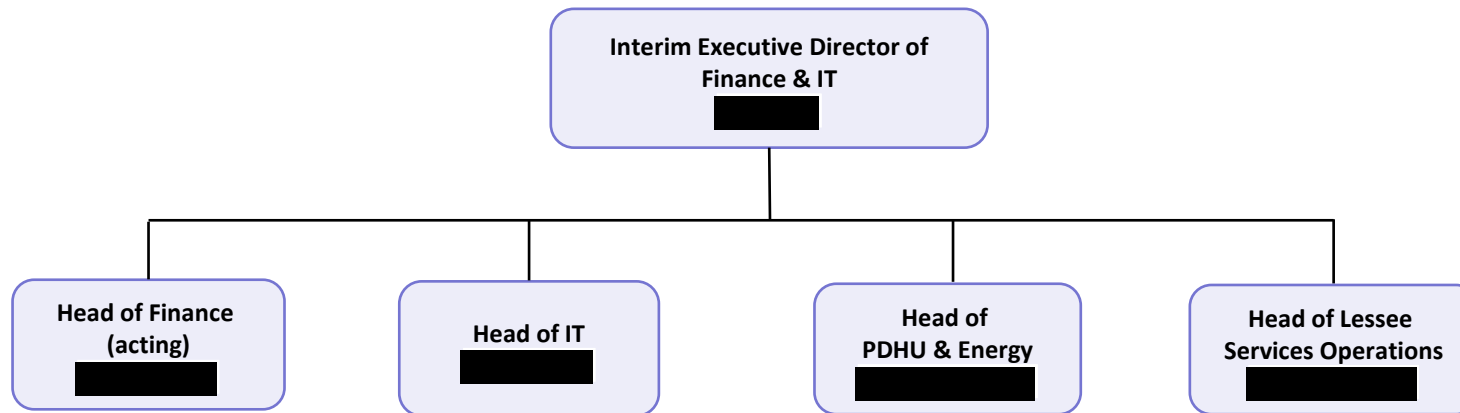 Interim Executive Director of
Finance & IT
Head of Finance
(acting)
Head of IT
Head of
PDHU & Energy
Head of Lessee
Services Operations